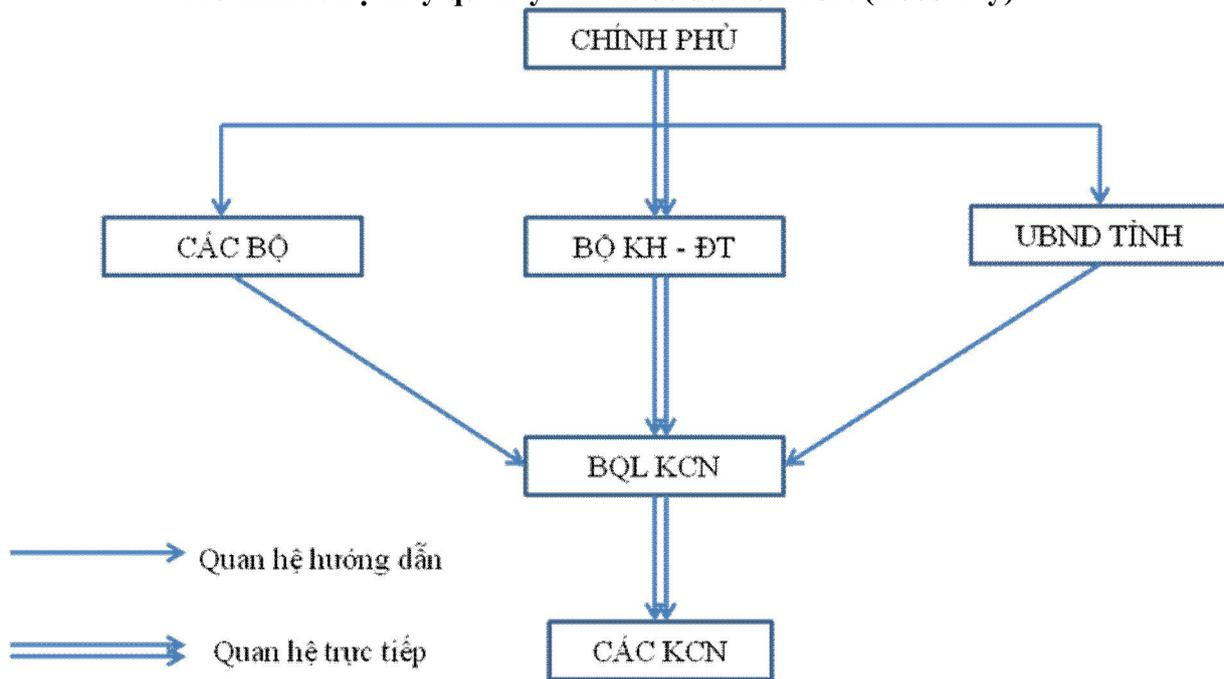 CHÍNH PHỦ
CÁC BỘ
BỘ KH - ĐT
UBND TỈNH
BQL KCN
Quan hệ hướng dẫn
Quan hệ trực tiếp
CÁC KCN